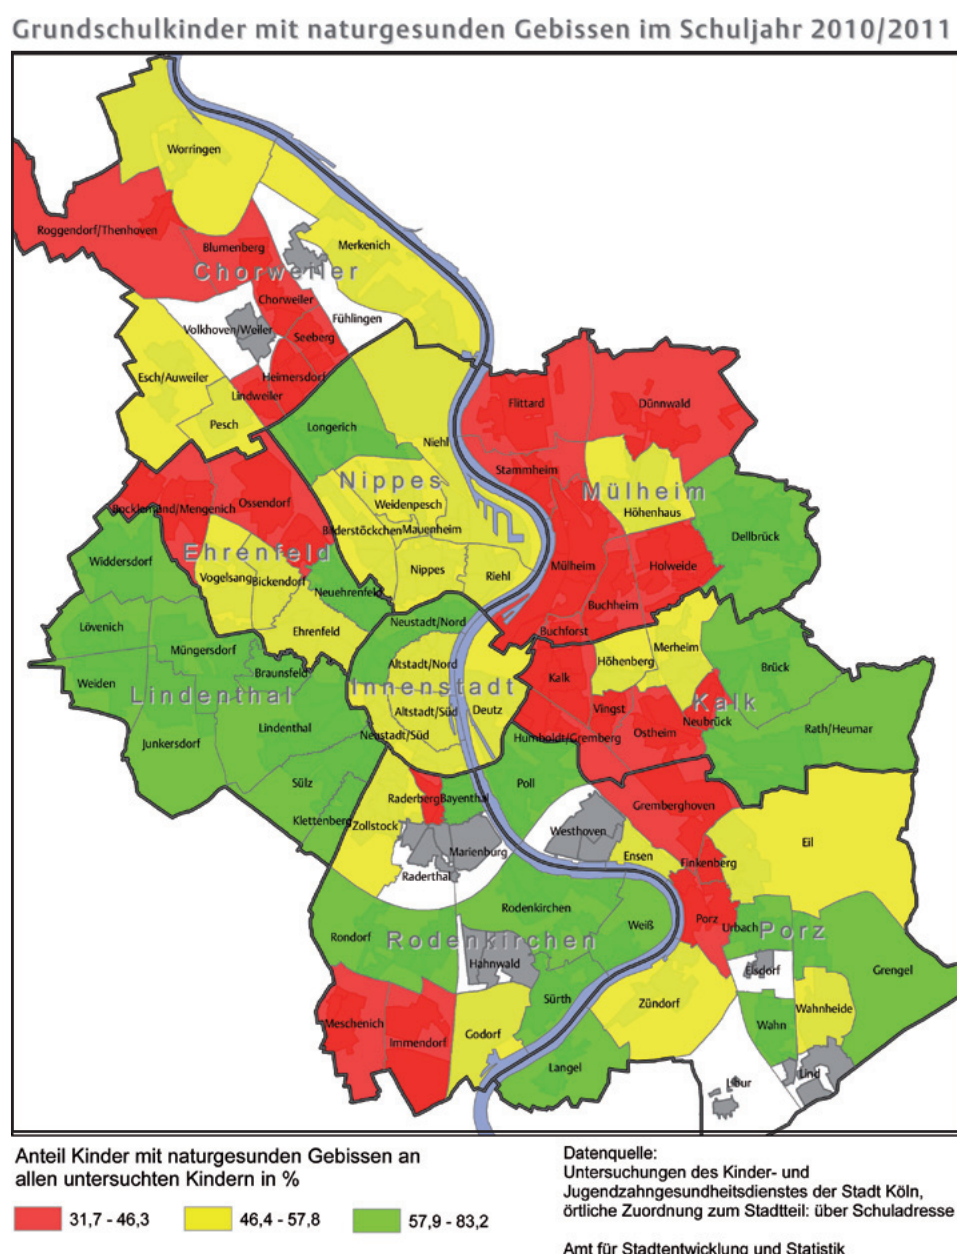 Grundschulkinder mit naturgesunden Gebissen im Schuljahr 2010/2011
Worringen
Roggendorf/Thenhoven
Blumenberg
Merkenich
Chorweiler
Chorweiler
Fühlingen
Volkhoven/Weiler
Seeberg
Esch/Auweiler
Heimersdorf
Lindweiler
Pesch
Flittard
Dünnwald
Longerich
Niehl
Stammheim
Nippes
Mülheim
Ossendorf
Weidenpesch
Höhenhaus
Bocklemünd/Mengenich
Bilderstöckchen
Mauenheim
Dellbrück
Ehrenfeld
Widdersdorf
Vogelsang
Bickendorf
Nippes
Riehl
Mülheim
Holweide
Neuehrenfeld
Buchheim
Lövenich
Ehrenfeld
Neustadt/Nord
Buchforst
Müngersdorf
Braunsfeld
Altstadt/Nord
Höhenberg
Merheim
Brück
Weiden
Lindenthal
Innenstadt
Kalk
Kalk
Altstadt/Süd
Deutz
Vingst
Neubrück
Junkersdorf
Lindenthal
Neustadt/Süd
Humboldt/Gremberg
Ostheim
Rath/Heumar
Sülz
Poll
Raderberg
Bayenthal
Gremberghoven
Klettenberg
Zollstock
Westhoven
Marienburg
Ensen
Eil
Raderthal
Finkenberg
Rodenkirchen
Weiß
Porz
Urbach
Porz
Rondorf
Rodenkirchen
Hahnwald
Elsdorf
Grengel
Sürth
Zündorf
Wahnheide
Meschenich
Immendorf
Godorf
Wahn
Langel
Lind
Libur
Anteil Kinder mit naturgesunden Gebissen an
allen untersuchten Kindern in %
31,7 - 46,3
46,4 - 57,8
57,9 - 83,2
Datenquelle:
Untersuchungen des Kinder- und
Jugendzahngesundheitsdienstes der Stadt Köln,
örtliche Zuordnung zum Stadtteil: über Schuladresse
Amt für Stadtentwicklung und Statistik